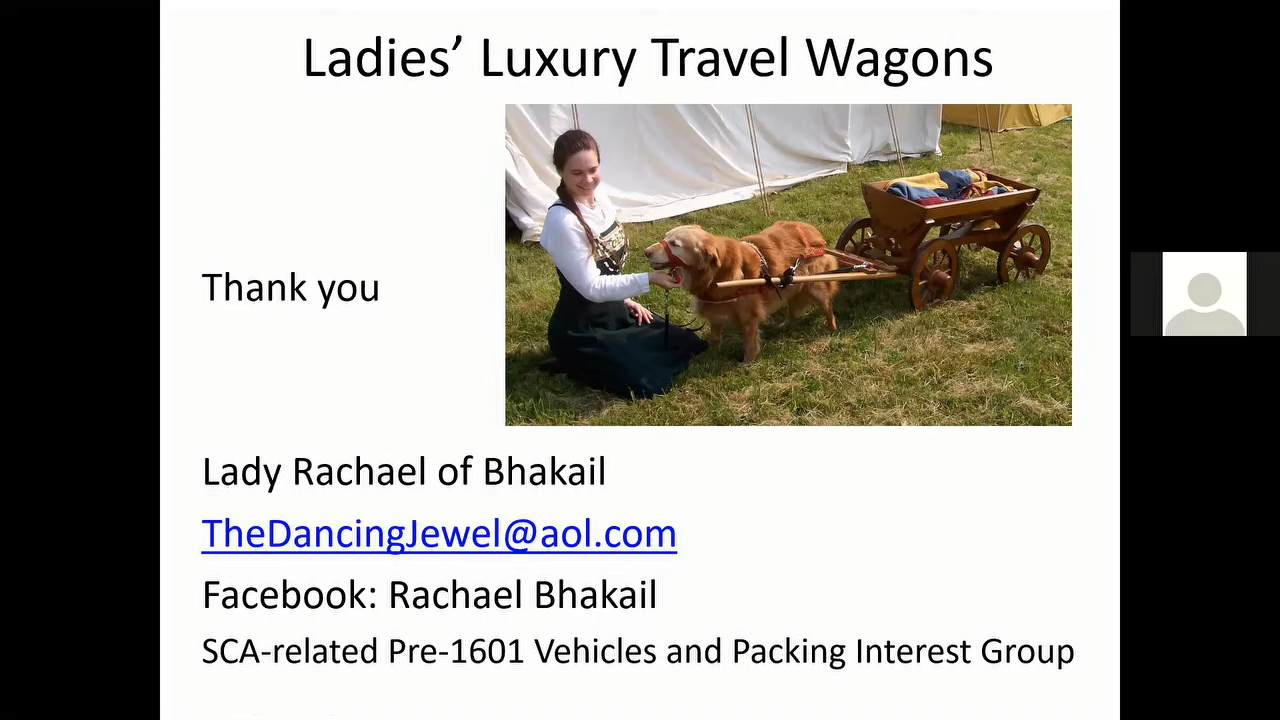 Ladies’ Luxury Travel Wagons
Thank you
Lady Rachael of Bhakail
TheDancingJewel@aol.com
Facebook: Rachael Bhakail
SCA-related Pre-1601 Vehicles and Packing Interest Group